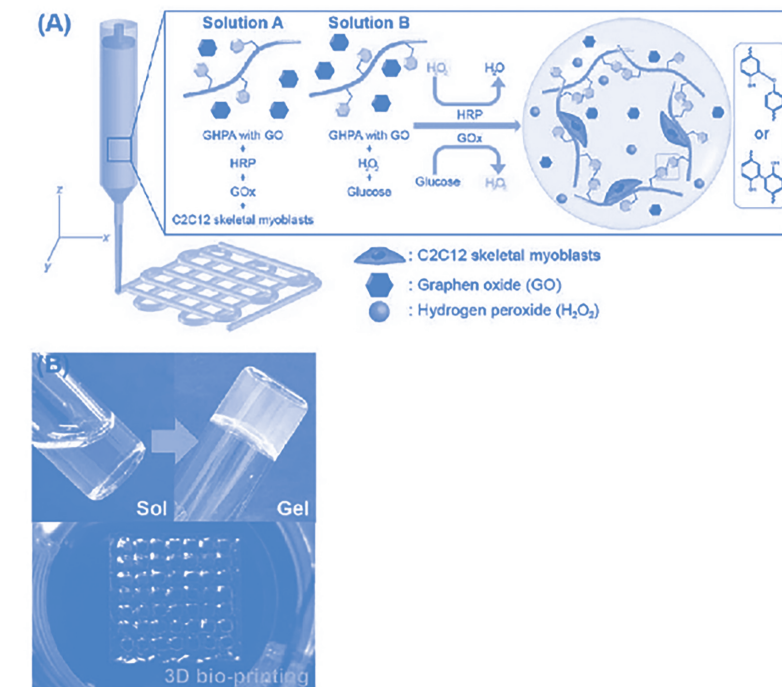 (A)
Solution A
Solution B
GHPA with GO
+
HRP
+
GOx
+
C2C12 skeletal myoblasts
GHPA with GO
+
H₂O₂
+
Glucose
H₂O₂
H₂O
HRP
GOx
Glucose
H₂O₂
or
z
x
y
: C2C12 skeletal myoblasts
: Graphen oxide (GO)
: Hydrogen peroxide (H₂O₂)
(B)
Sol
Gel
3D bio-printing